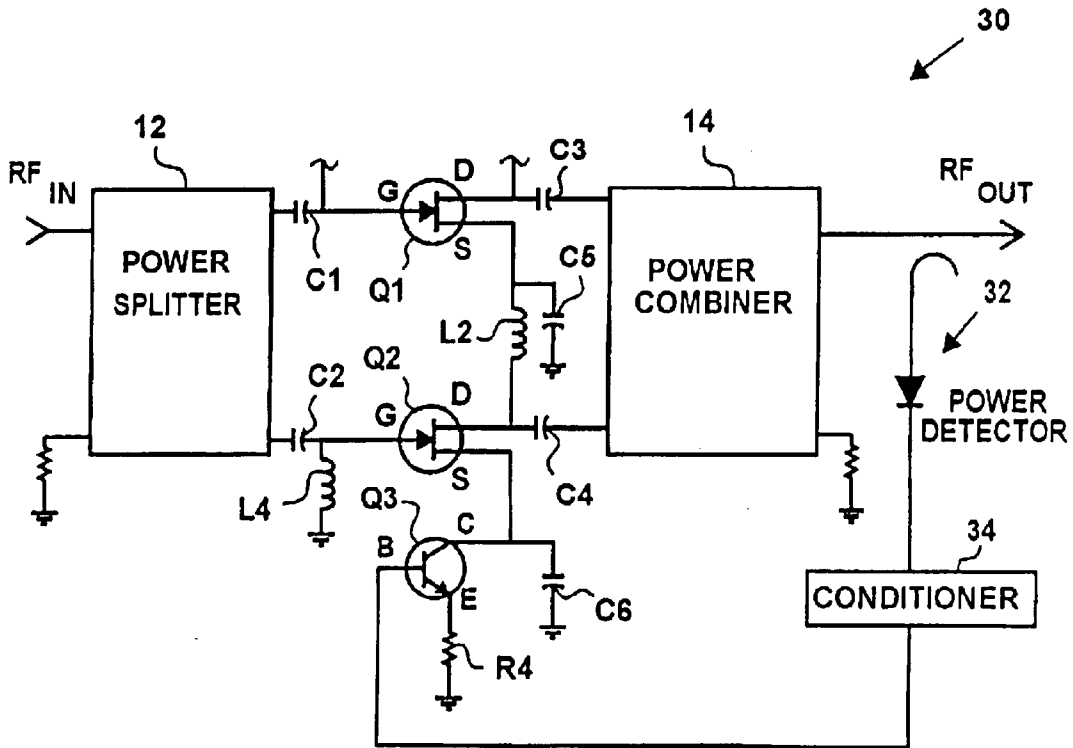 30
12
14
RF IN
POWER
SPLITTER
C1
G
D
S
Q1
C3
C5
L2
POWER
COMBINER
RF OUT
32
POWER
DETECTOR
C2
Q2
G
D
S
L4
C4
Q3
B
C
E
C6
R4
34
CONDITIONER